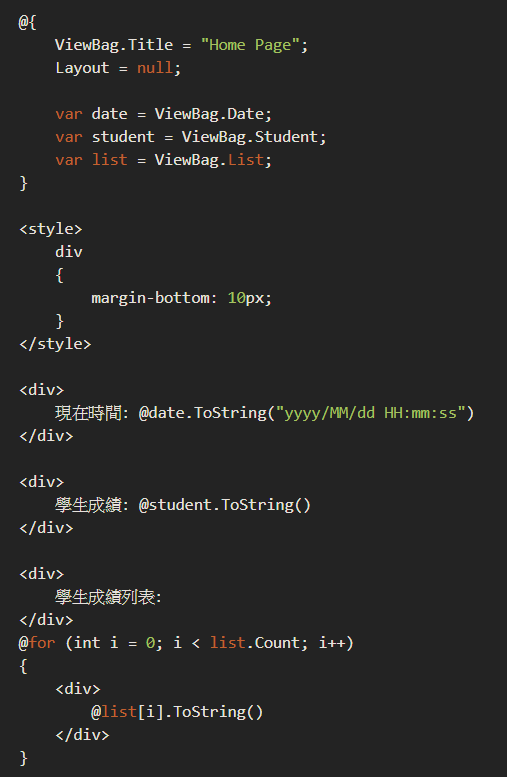 @{
    ViewBag.Title = "Home Page";
    Layout = null;

    var date = ViewBag.Date;
    var student = ViewBag.Student;
    var list = ViewBag.List;
}

<style>
    div
    {
        margin-bottom: 10px;
    }
</style>

<div>
    現在時間: @date.ToString("yyyy/MM/dd HH:mm:ss")
</div>

<div>
    學生成績: @student.ToString()
</div>

<div>
    學生成績列表:
</div>
@for (int i = 0; i < list.Count; i++)
{
    <div>
        @list[i].ToString()
    </div>
}